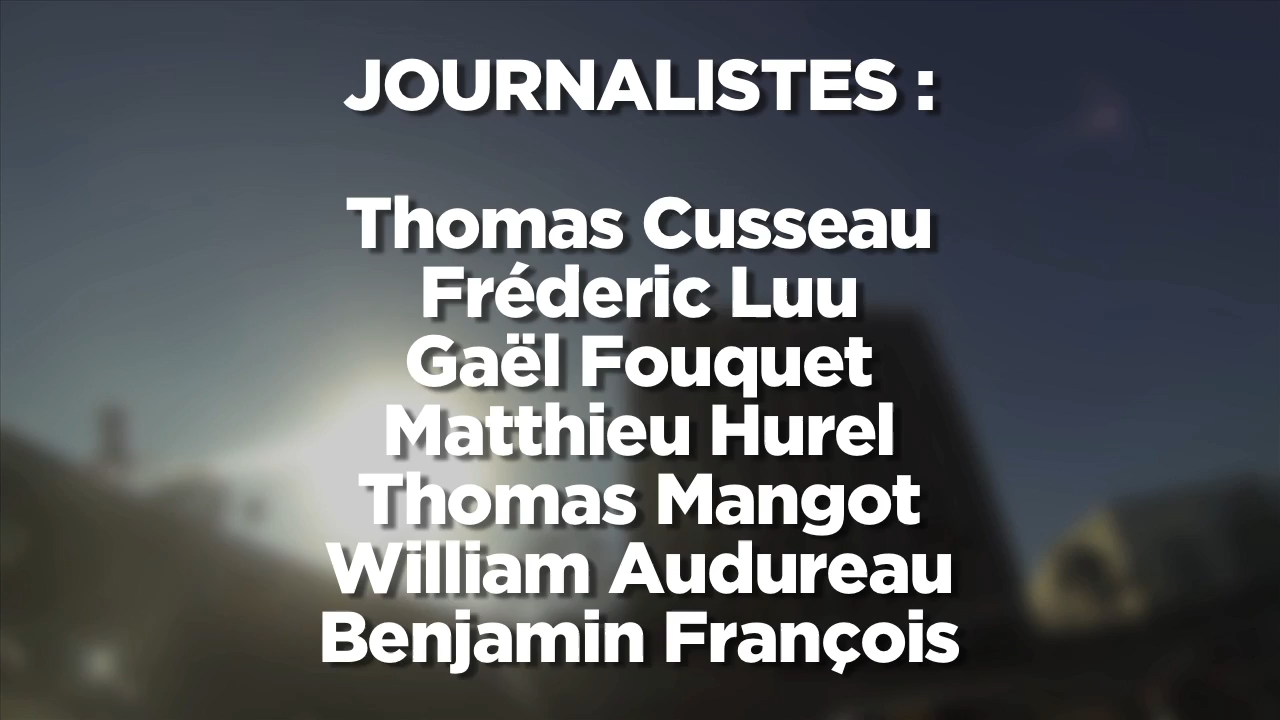 JOURNALISTES :
Thomas Cusseau
Fréderic Luu
Gaël Fouquet
Matthieu Hurel
Thomas Mangot
William Audureau
Benjamin François